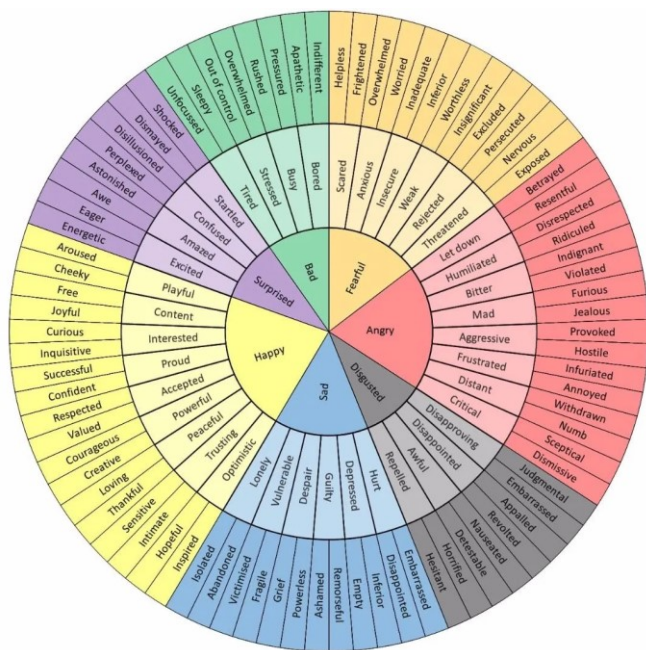 Fearful
Angry
Disgusted
Sad
Happy
Surprised
Bad
Scared
Anxious
Insecure
Weak
Rejected
Threatened
Let down
Humiliated
Bitter
Mad
Aggressive
Frustrated
Distant
Critical
Disapproving
Disappointed
Awful
Repelled
Hurt
Depressed
Guilty
Despair
Vulnerable
Lonely
Optimistic
Trusting
Peaceful
Powerful
Accepted
Proud
Interested
Content
Playful
Excited
Amazed
Confused
Startled
Tired
Stressed
Busy
Bored
Helpless
Frightened
Overwhelmed
Worried
Inadequate
Inferior
Worthless
Insignificant
Excluded
Persecuted
Nervous
Exposed
Betrayed
Resentful
Disrespected
Ridiculed
Indignant
Violated
Furious
Jealous
Provoked
Hostile
Infuriated
Annoyed
Withdrawn
Numb
Sceptical
Dismissive
Judgmental
Embarrassed
Appalled
Revolted
Nauseated
Detestable
Horrified
Hesitant
Embarrassed
Disappointed
Inferior
Empty
Remorseful
Ashamed
Powerless
Grief
Fragile
Victimised
Abandoned
Isolated
Inspired
Hopeful
Intimate
Sensitive
Thankful
Loving
Creative
Courageous
Valued
Respected
Confident
Successful
Inquisitive
Curious
Joyful
Free
Cheeky
Aroused
Energetic
Eager
Awe
Astonished
Perplexed
Disillusioned
Dismayed
Shocked
Unfocussed
Sleepy
Out of control
Overwhelmed
Rushed
Pressured
Apathetic
Indifferent